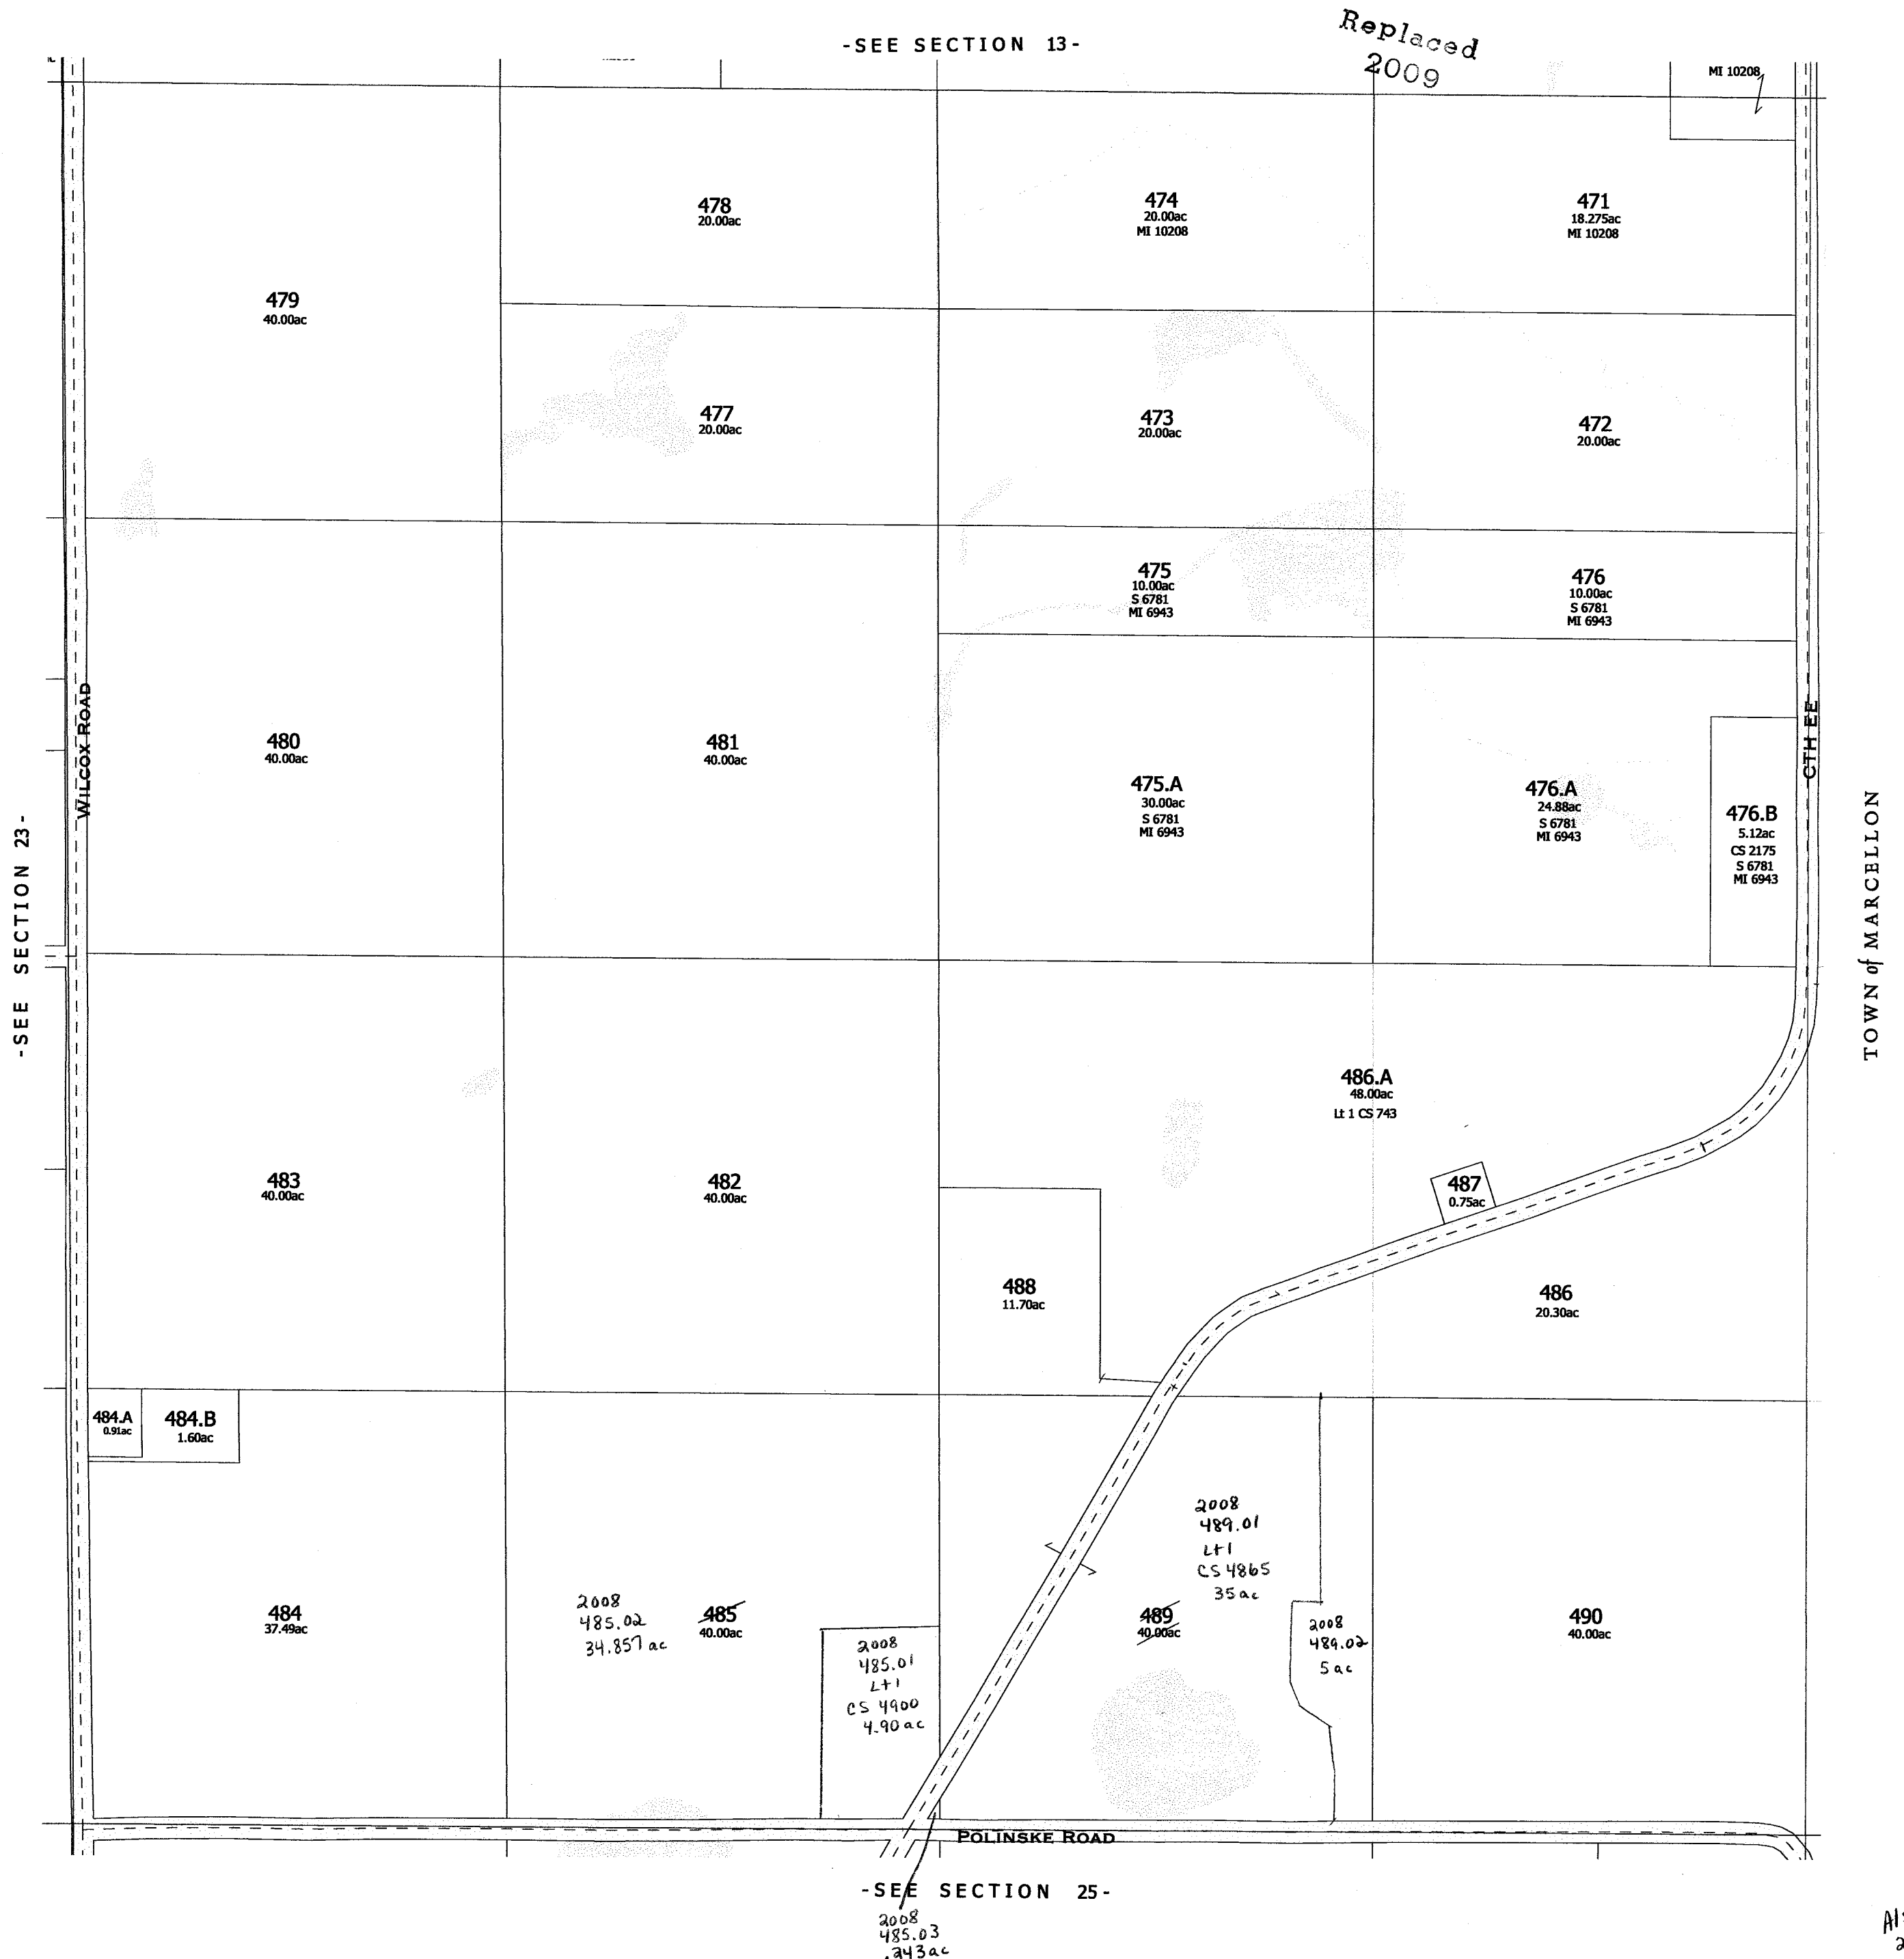 -SEE SECTION 13-
Replaced
2009
MI 10208
478
20.00ac
474
20.00ac
MI 10208
471
18.275ac
MI 10208
479
40.00ac
477
20.00ac
473
20.00ac
472
20.00ac
475
10.00ac
S 6781
MI 6943
476
10.00ac
S 6781
MI 6943
WILCOX ROAD
CTH EE
480
40.00ac
481
40.00ac
475.A
30.00ac
S 6781
MI 6943
476.A
24.88ac
S 6781
MI 6943
476.B
5.12ac
CS 2175
S 6781
MI 6943
-SEE SECTION 23-
TOWN of MARCELLON
486.A
48.00ac
Lt 1 CS 743
483
40.00ac
482
40.00ac
487
0.75ac
488
11.70ac
486
20.30ac
484.A
0.91ac
484.B
1.60ac
2008
489.01
Lt 1
CS 4865
35 ac
484
37.49ac
2008
485.02
34.857 ac
485
40.00ac
489
40.00ac
2008
489.02
5 ac
490
40.00ac
2008
485.01
Lt 1
CS 4900
4.90 ac
POLINSKE ROAD
-SEE SECTION 25-
2008
485.03
.243 ac